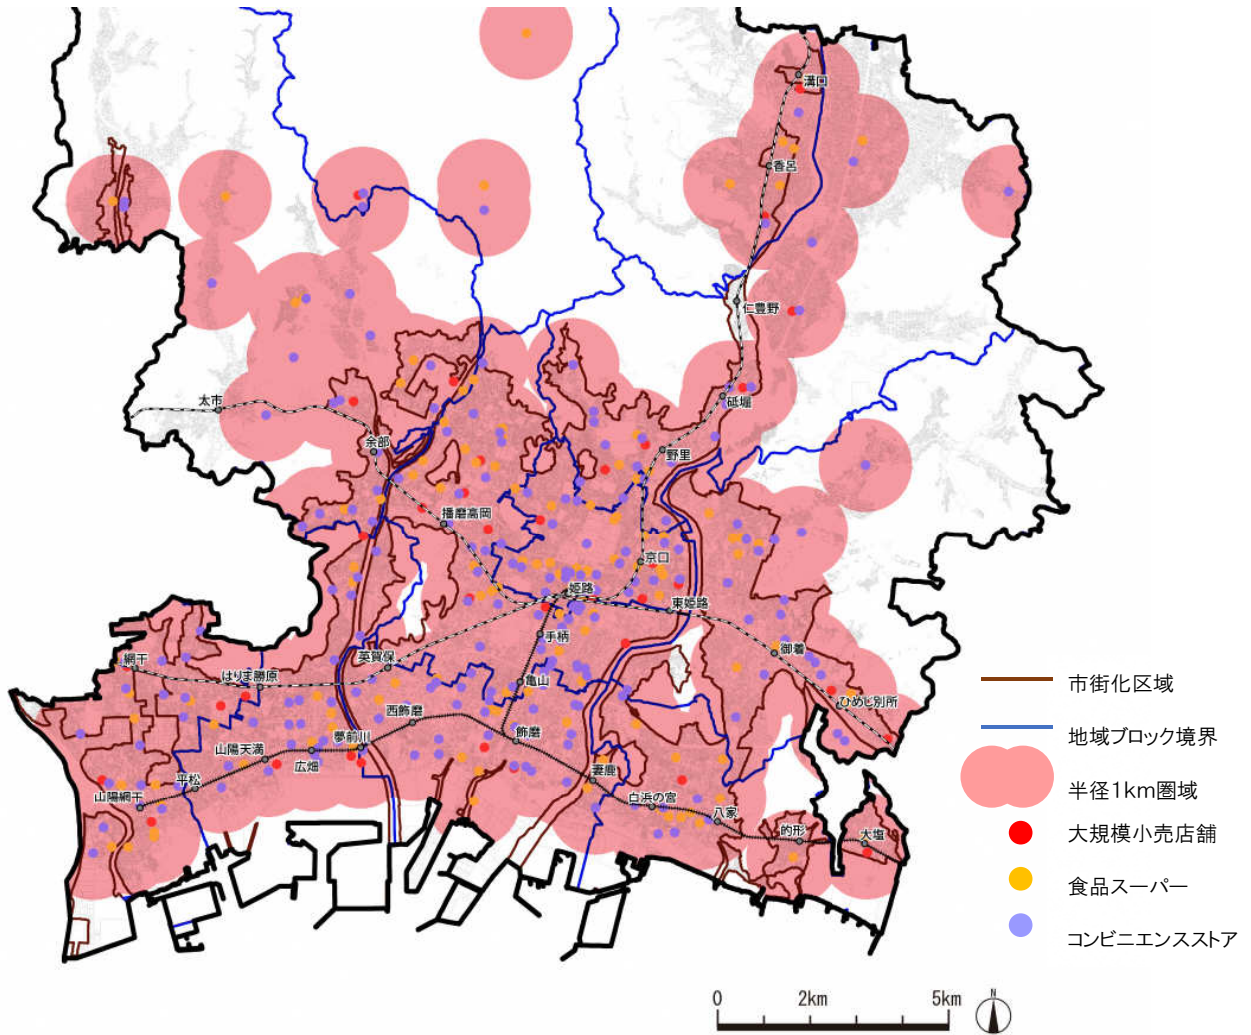 溝口
香呂
仁豊野
砥堀
太市
余部
野里
播磨高岡
京口
姫路
東姫路
手柄
御着
網干
英賀保
はりま勝原
亀山
ひめじ別所
西飾磨
飾磨
夢前川
山陽天満
広畑
妻鹿
平松
山陽網干
白浜の宮
八家
的形
大塩
市街化区域
地域ブロック境界
半径1km圏域
大規模小売店舗
食品スーパー
コンビニエンスストア
0 2km 5km
N